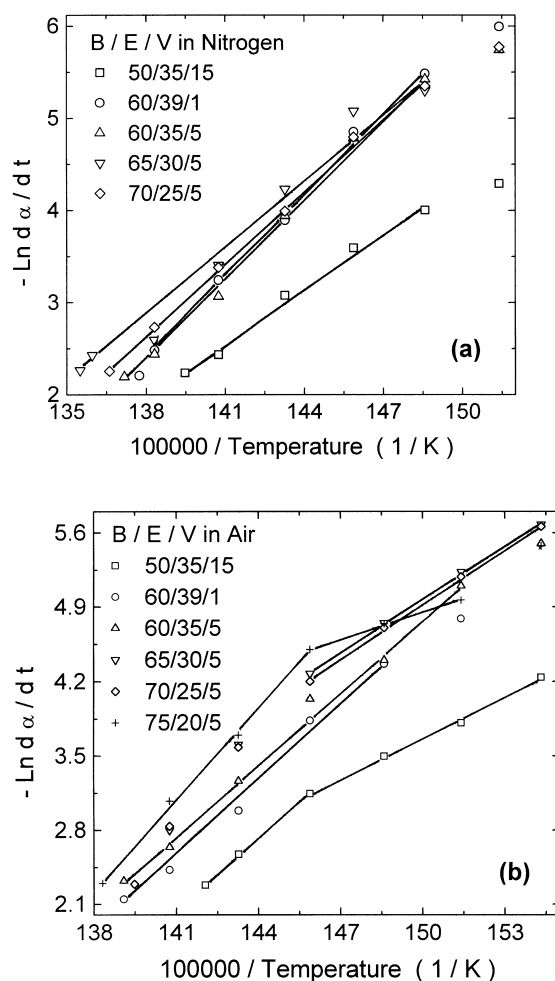 B / E / V in Nitrogen
50/35/15
60/39/1
60/35/5
65/30/5
70/25/5
- Ln d α / d t
6
5
4
3
2
(a)
135 138 141 144 147 150
100000 / Temperature ( 1 / K )
B / E / V in Air
50/35/15
60/39/1
60/35/5
65/30/5
70/25/5
75/20/5
- Ln d α / d t
5.6
4.9
4.2
3.5
2.8
2.1
(b)
138 141 144 147 150 153
100000 / Temperature ( 1 / K )